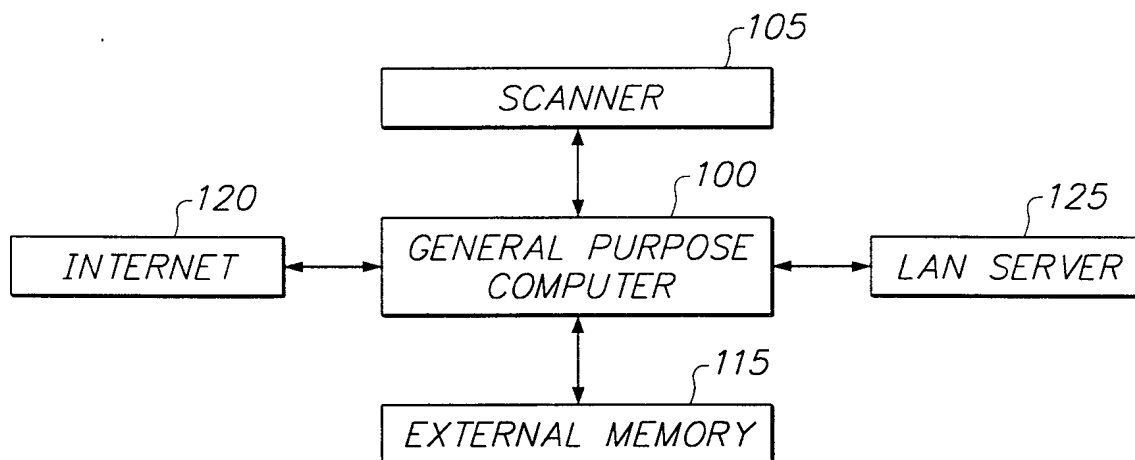 105
SCANNER
100
120
125
GENERAL PURPOSE
COMPUTER
INTERNET
LAN SERVER
115
EXTERNAL MEMORY